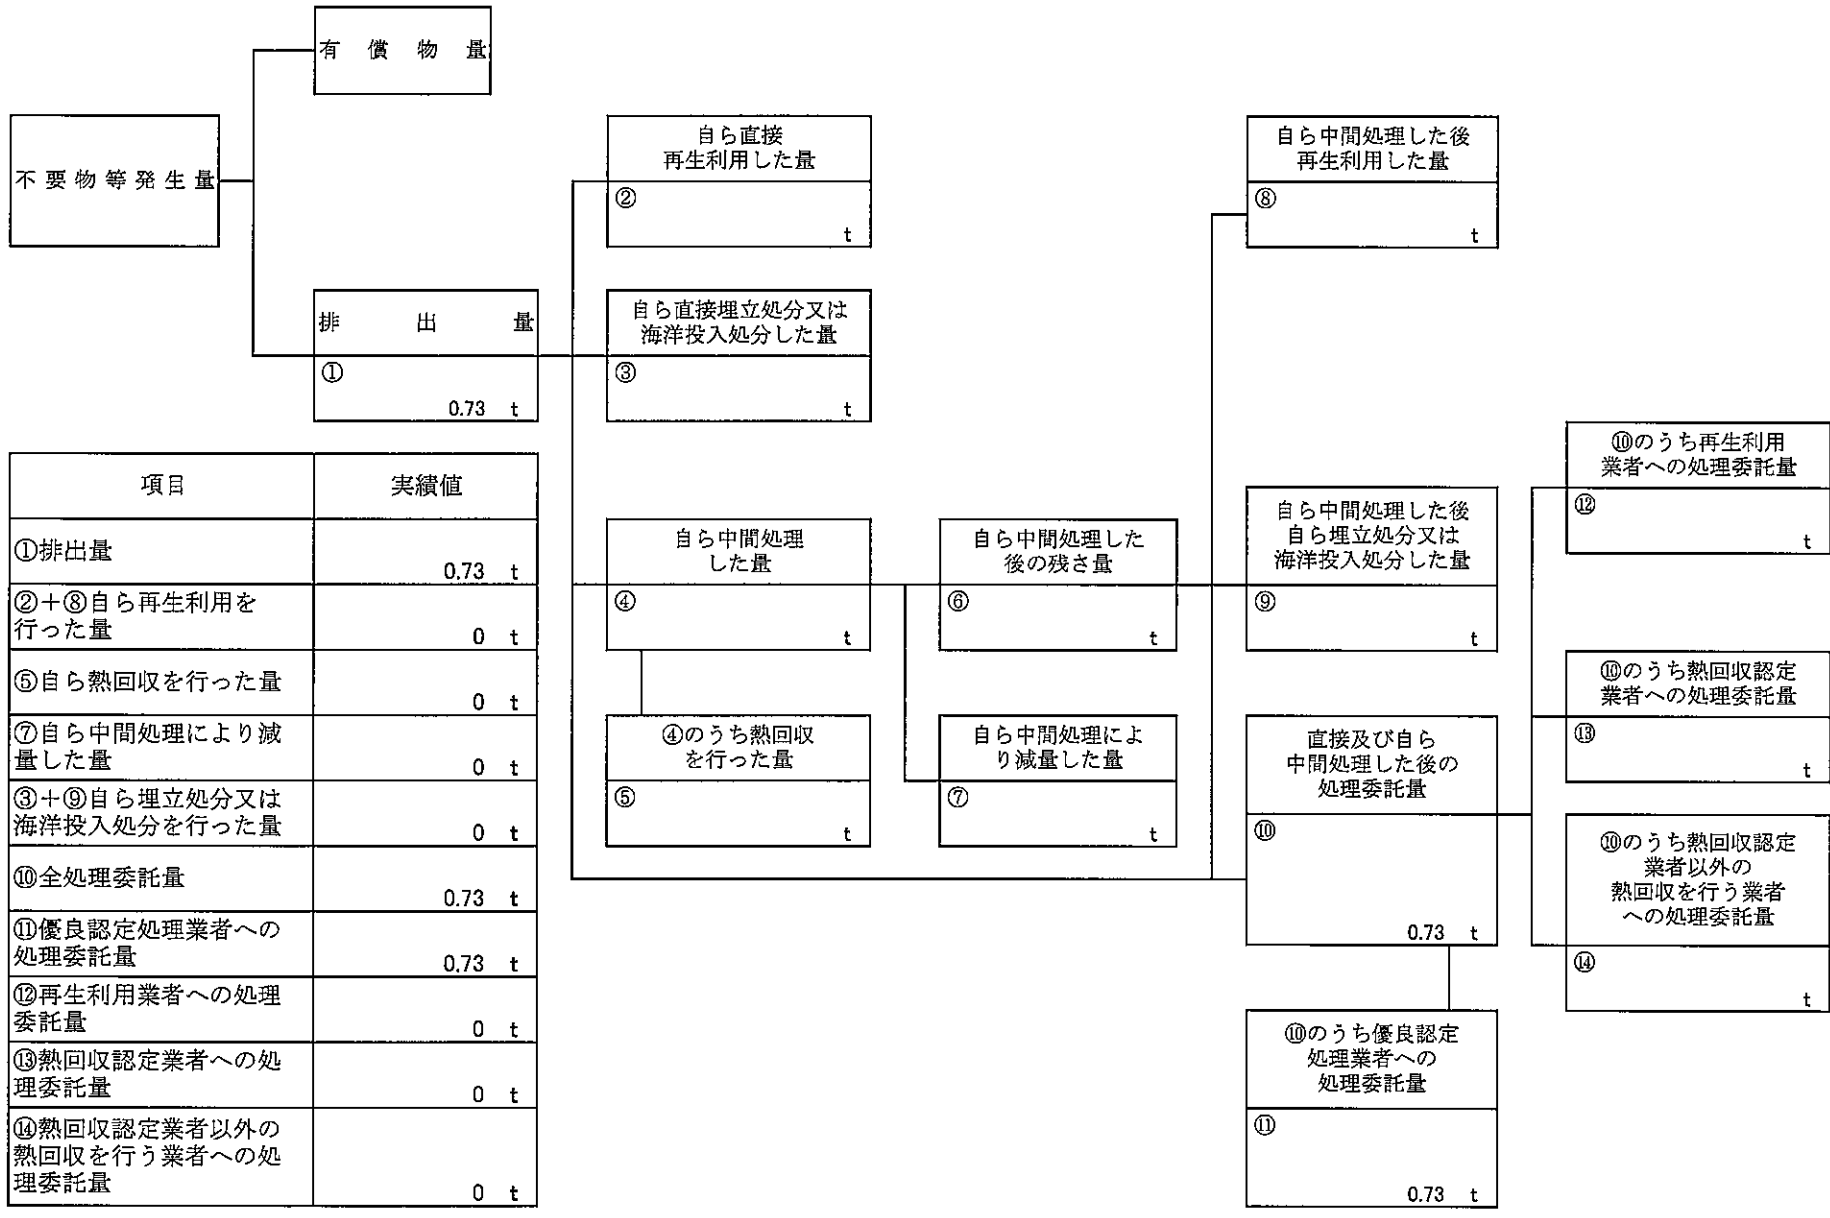 有償物量
不要物等発生量
自ら直接
再生利用した量
②
t
自ら中間処理した後
再生利用した量
⑧
t
排出量
①
0.73 t
自ら直接埋立処分又は
海洋投入処分した量
③
t
項目 実績値
①排出量
0.73 t
②+⑧自ら再生利用を
行った量
0 t
⑤自ら熱回収を行った量
0 t
⑦自ら中間処理により減
量した量
0 t
③+⑨自ら埋立処分又は
海洋投入処分を行った量
0 t
⑩全処理委託量
0.73 t
⑪優良認定処理業者への
処理委託量
0.73 t
⑫再生利用業者への処理
委託量
0 t
⑬熱回収認定業者への処
理委託量
0 t
⑭熱回収認定業者以外の
熱回収を行う業者への処
理委託量
0 t
自ら中間処理
した量
④
t
④のうち熱回収
を行った量
⑤
t
自ら中間処理した
後の残さ量
⑥
t
自ら中間処理によ
り減量した量
⑦
t
自ら中間処理した後
自ら埋立処分又は
海洋投入処分した量
⑨
t
直接及び自ら
中間処理した後の
処理委託量
⑩
0.73 t
⑩のうち優良認定
処理業者への
処理委託量
⑪
0.73 t
⑩のうち再生利用
業者への処理委託量
⑫
t
⑩のうち熱回収認定
業者への処理委託量
⑬
t
⑩のうち熱回収認定
業者以外の
熱回収を行う業者
への処理委託量
⑭
t